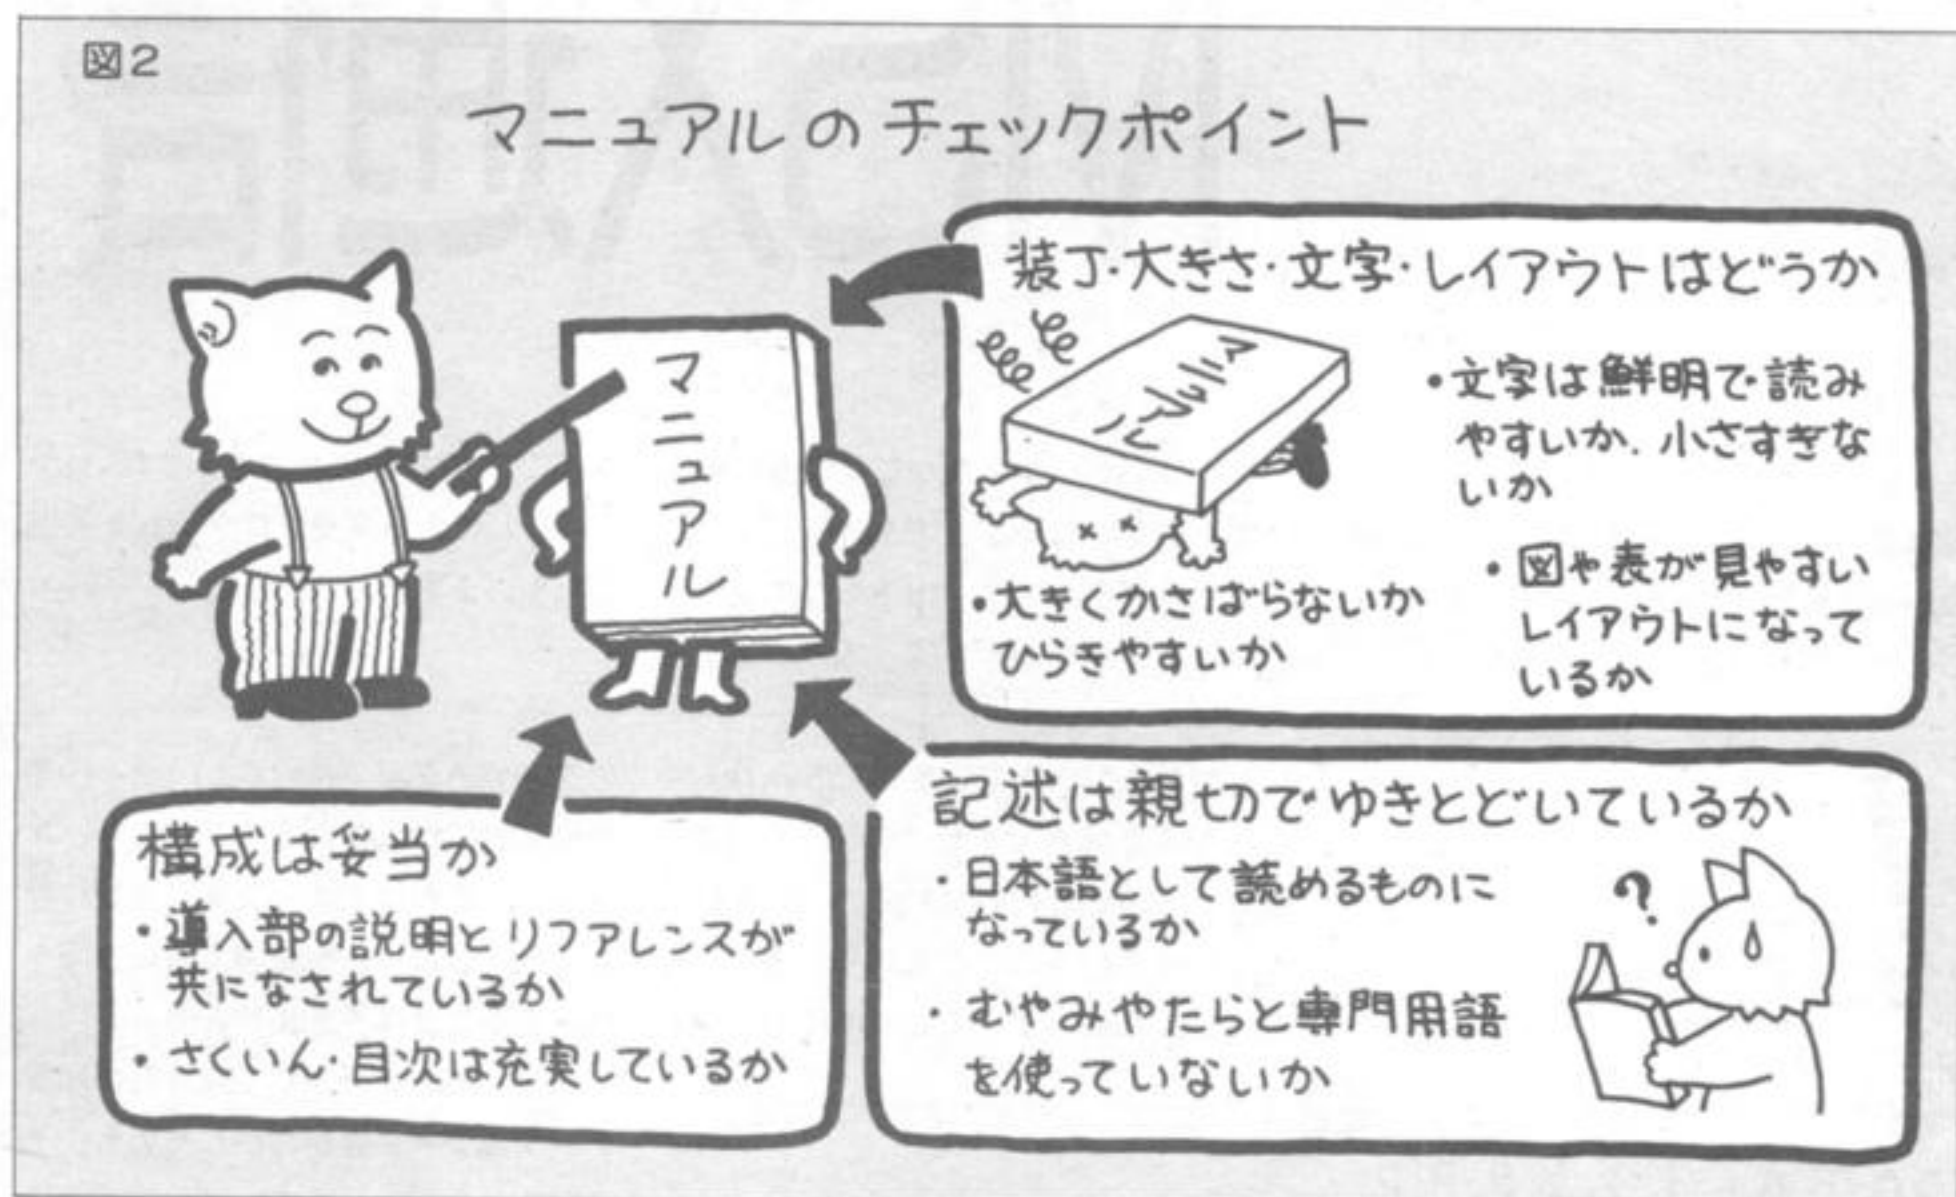 図2
マニュアルのチェックポイント
マニュアル
装丁・大きさ・文字・レイアウトはどうか
マニュアル
・文字は鮮明で読み
やすいか、小さすぎな
いか
・大きくかさばらないか
ひらきやすいか
・図や表が見やすい
レイアウトになって
いるか
構成は妥当か
・導入部の説明とリファレンスが
共になされているか
・さくいん・目次は充実しているか
記述は親切でゆきとどいているか
・日本語として読めるものに
なっているか
・むやみやたらと専門用語
を使っていないか
?